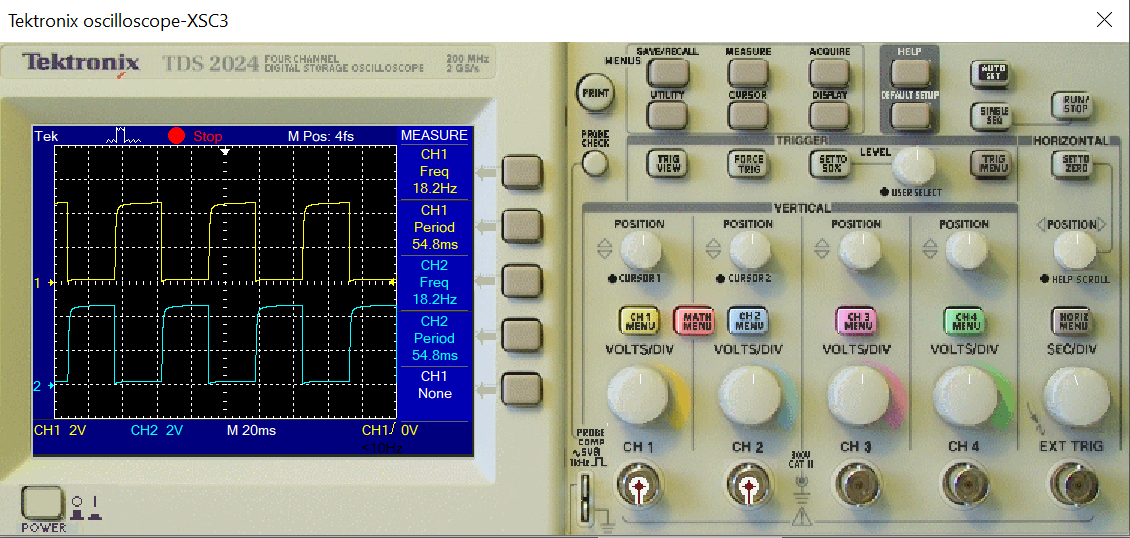 Tektronix oscilloscope-XSC3
Tektronix TDS 2024 FOUR CHANNEL DIGITAL STORAGE OSCILLOSCOPE
200 MHz
2 GS/s
Tek Stop M Pos: 4fs MEASURE
CH1
Freq
18.2Hz
CH1
Period
54.8ms
CH2
Freq
18.2Hz
CH2
Period
54.8ms
CH1
None
1
2
CH1 2V CH2 2V M 20ms CH1/ 0V
<10Hz
POWER
MENUS
SAVE/RECALL MEASURE ACQUIRE
UTILITY CURSOR DISPLAY
HELP
DEFAULT SETUP
AUTO SET
SINGLE SEQ
RUN/ STOP
PRINT
PROBE CHECK
TRIGGER
TRIG VIEW
FORCE TRIG
SET TO 50%
LEVEL
USER SELECT
TRIG MENU
HORIZONTAL
SET TO ZERO
VERTICAL
POSITION POSITION POSITION POSITION POSITION
CURSOR 1 CURSOR 2 HELP SCROLL
CH 1 MENU
MATH MENU
CH 2 MENU
CH 3 MENU
CH 4 MENU
HORIZ MENU
VOLTS/DIV VOLTS/DIV VOLTS/DIV VOLTS/DIV SEC/DIV
PROBE COMP
~5V@
1kHz
CH 1 CH 2 CH 3 CH 4 EXT TRIG
300V
CAT II